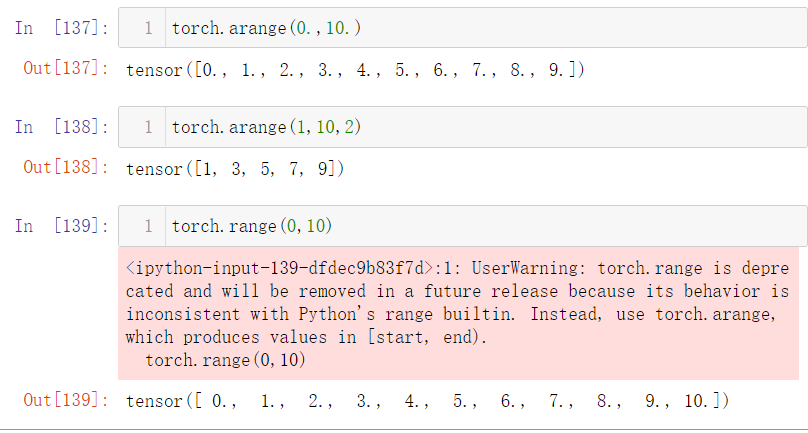 In [137]: 1 torch.arange(0.,10.)
Out[137]: tensor([0., 1., 2., 3., 4., 5., 6., 7., 8., 9.])
In [138]: 1 torch.arange(1,10,2)
Out[138]: tensor([1, 3, 5, 7, 9])
In [139]: 1 torch.range(0,10)
<ipython-input-139-dfdec9b83f7d>:1: UserWarning: torch.range is depre
cated and will be removed in a future release because its behavior is
inconsistent with Python's range builtin. Instead, use torch.arange,
which produces values in [start, end).
torch.range(0,10)
Out[139]: tensor([ 0., 1., 2., 3., 4., 5., 6., 7., 8., 9., 10.])